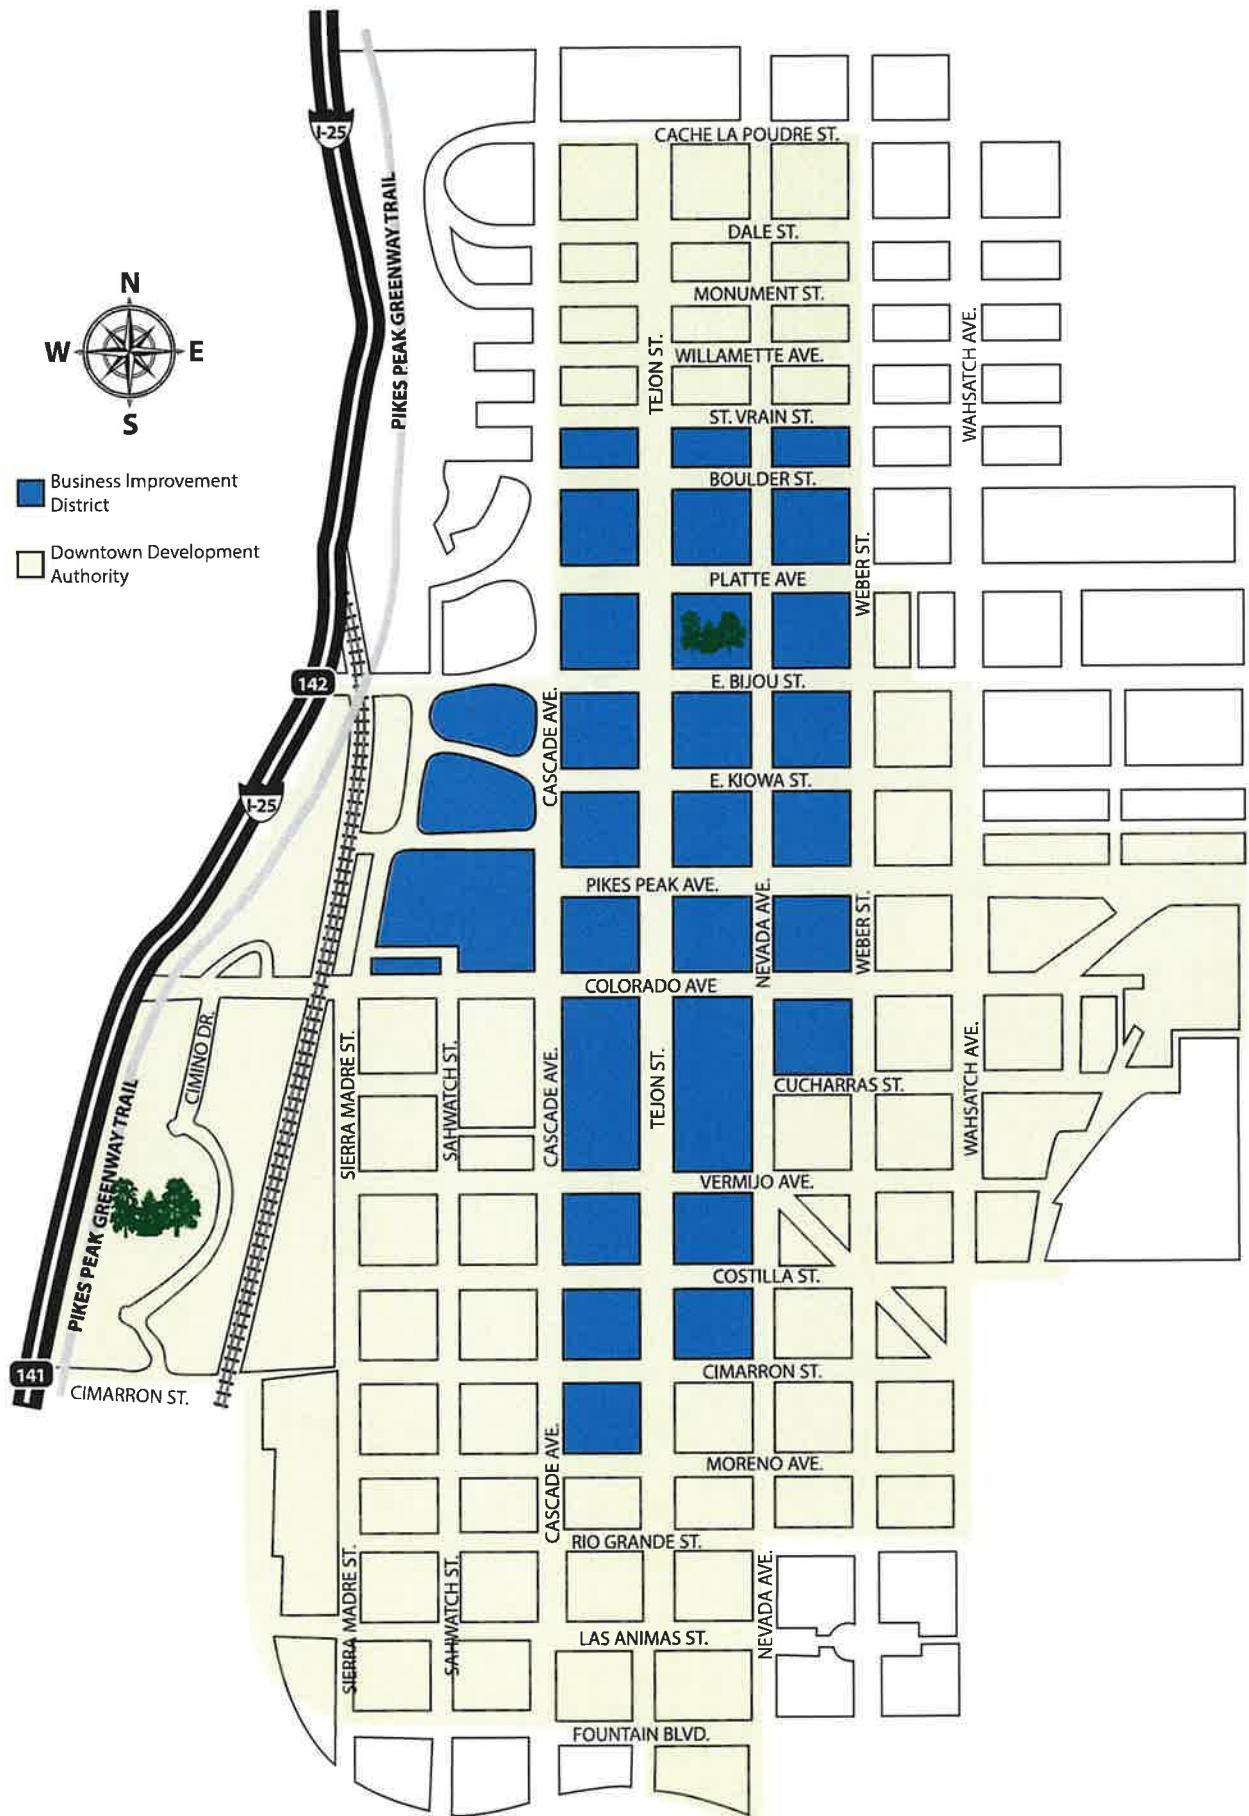 I-25
PIKES PEAK GREENWAY TRAIL
CACHE LA POUDRE ST.
DALE ST.
N
W
E
S
MONUMENT ST.
WAHSATCH AVE.
TEJON ST.
WILLAMETTE AVE.
ST. VRAIN ST.
BOULDER ST.
Business Improvement
District
Downtown Development
Authority
WEBER ST.
PLATTE AVE
142
E. BIJOU ST.
CASCADE AVE.
E. KIOWA ST.
I-25
PIKES PEAK AVE.
NEVADA AVE.
WEBER ST.
COLORADO AVE
CIMINO DR.
SIERRA MADRE ST.
SAHWATCH ST.
CASCADE AVE.
TEJON ST.
CUCHARRAS ST.
WAHSATCH AVE.
PIKES PEAK GREENWAY TRAIL
VERMIJO AVE.
COSTILLA ST.
141
CIMARRON ST.
CIMARRON ST.
CASCADE AVE.
MORENO AVE.
RIO GRANDE ST.
SIERRA MADRE ST.
SAHWATCH ST.
NEVADA AVE.
LAS ANIMAS ST.
FOUNTAIN BLVD.